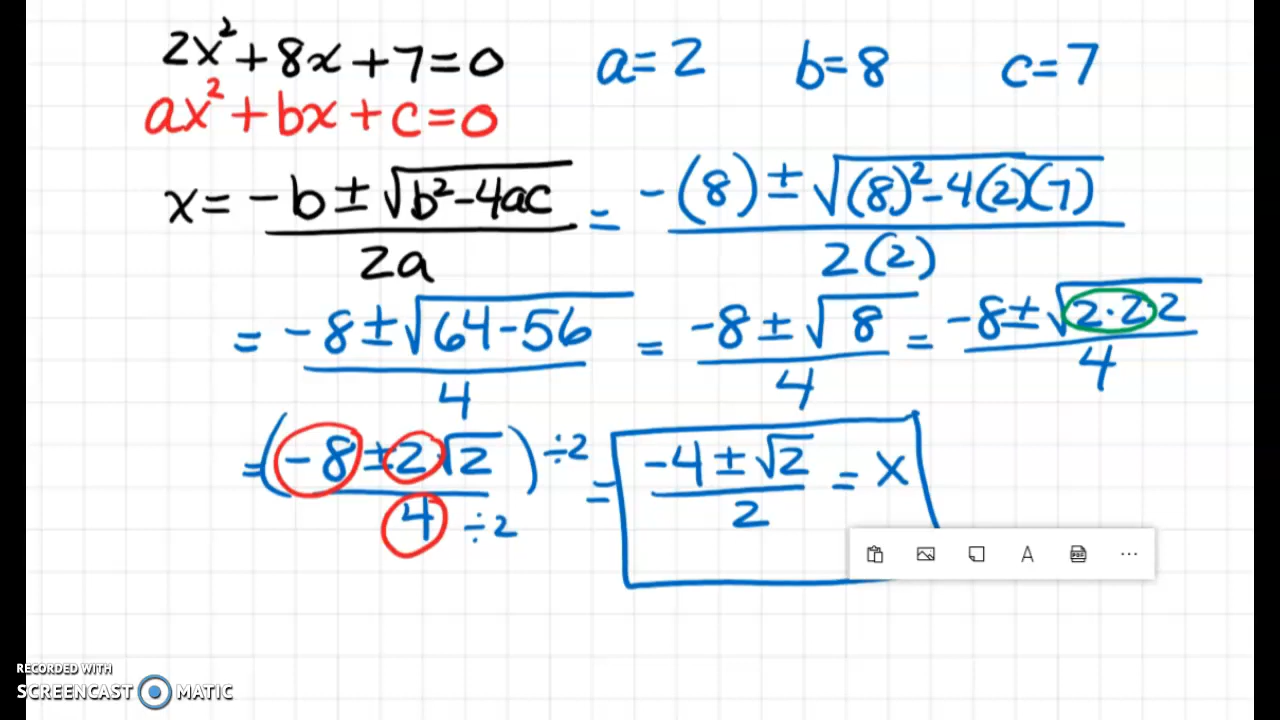 2x²+8x+7=0 a=2 b=8 c=7
ax²+bx+c=0
x= -b±√b²-4ac / 2a = -(8)±√(8)²-4(2)(7) / 2(2)
= -8±√64-56 / 4 = -8±√8 / 4 = -8±√2·2·2 / 4
=(-8±2√2)÷2 / 4÷2 = -4±√2 / 2 = x
A PDF ...
RECORDED WITH
SCREENCAST MATIC